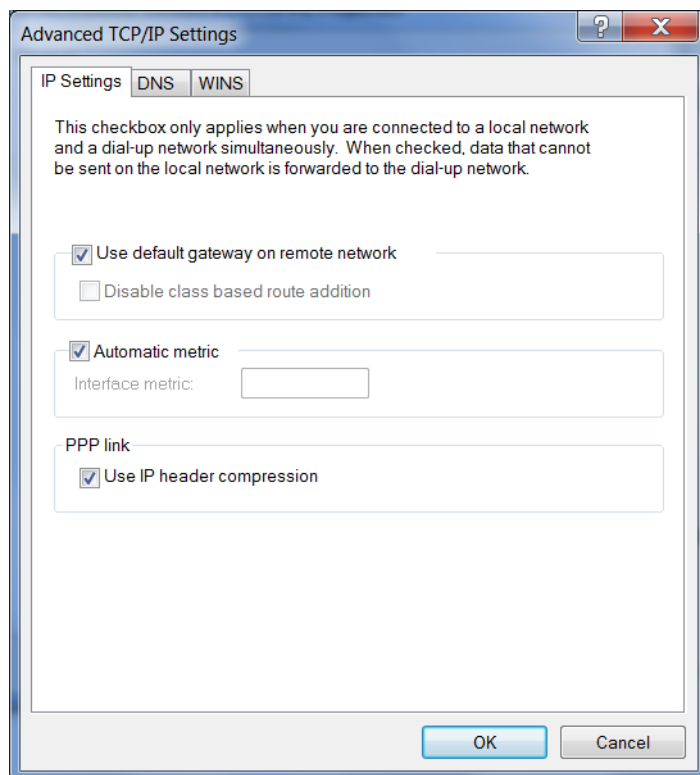 Advanced TCP/IP Settings
IP Settings DNS WINS
This checkbox only applies when you are connected to a local network
and a dial-up network simultaneously.  When checked, data that cannot
be sent on the local network is forwarded to the dial-up network.
Use default gateway on remote network
Disable class based route addition
Automatic metric
Interface metric:
PPP link
Use IP header compression
OK Cancel